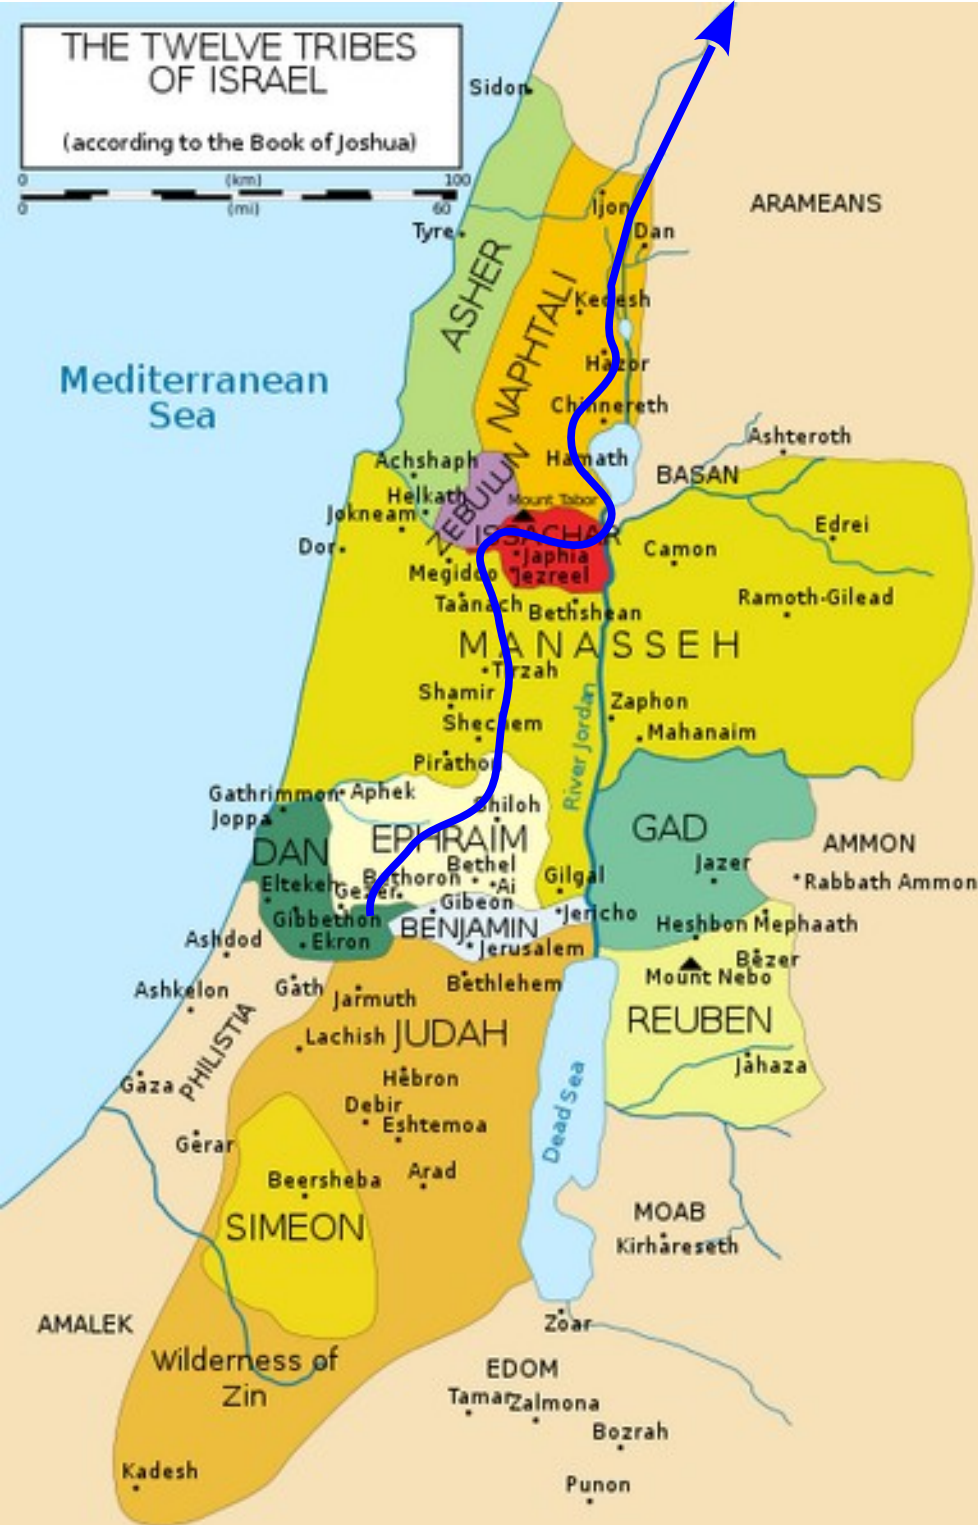 THE TWELVE TRIBES
OF ISRAEL
(according to the Book of Joshua)
0 (km) 100
0 (mi) 60
Sidon
ARAMEANS
Ijon
Tyre
Dan
ASHER
NAPHTALI
Kedesh
Mediterranean
Sea
Hazor
Chinnereth
Ashteroth
Achshaph
Hamath
BASAN
NEBULUN
Helkath
Mount Tabor
Jokneam
Edrei
ISSACHAR
Dor
Camon
Japhia
Megiddo
Jezreel
Taanach
Bethshean
Ramoth-Gilead
MANASSEH
Tirzah
Shamir
Zaphon
Shechem
Mahanaim
River Jordan
Pirathon
Gathrimmon
Aphek
Joppa
Shiloh
GAD
EPHRAIM
DAN
AMMON
Bethel
Jazer
Eltekeh
Bethoron
Gilgal
Gezer
Ai
Rabbath Ammon
Gibeon
Gibbethon
Jericho
BENJAMIN
Heshbon
Mephaath
Ashdod
Ekron
Jerusalem
Bezer
Mount Nebo
Ashkelon
Gath
Jarmuth
Bethlehem
REUBEN
PHILISTIA
Lachish
JUDAH
Jahaza
Gaza
Hebron
Debir
Eshtemoa
Dead Sea
Gerar
Arad
Beersheba
SIMEON
MOAB
Kirhareseth
AMALEK
Zoar
Wilderness of
Zin
EDOM
Tamar
Zalmona
Bozrah
Kadesh
Punon